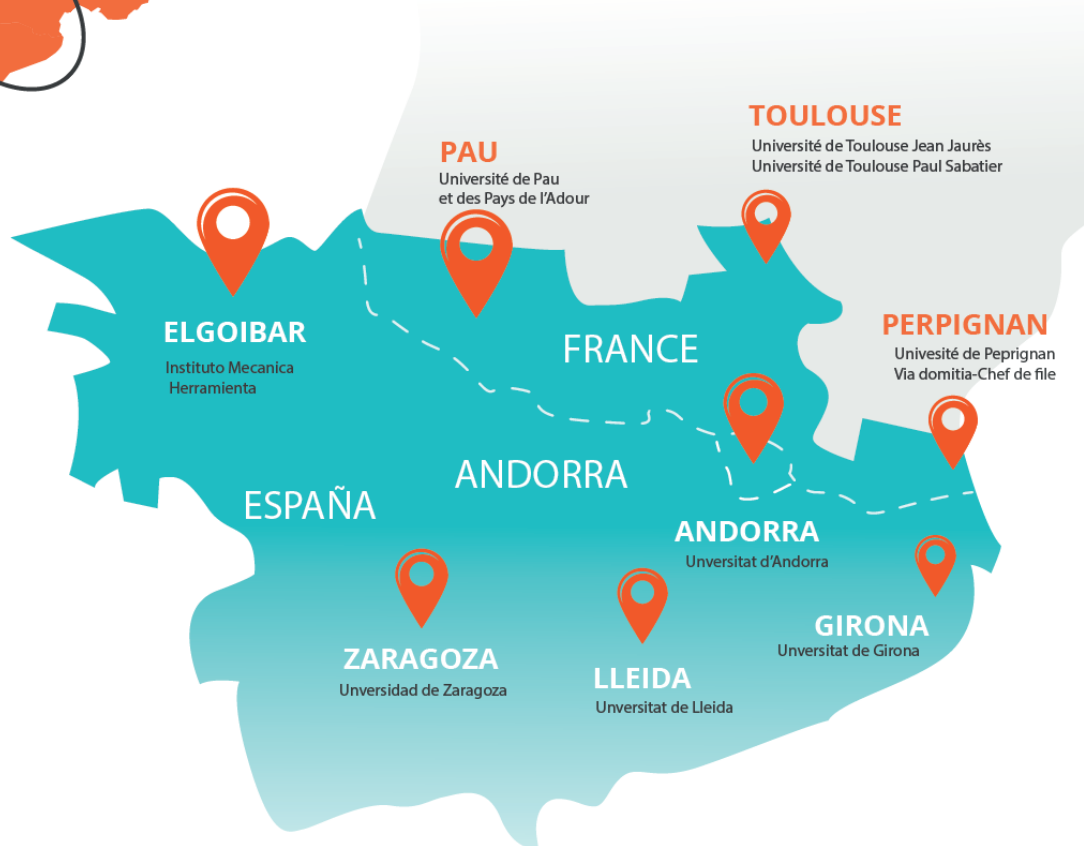 TOULOUSE
Université de Toulouse Jean Jaurès
Université de Toulouse Paul Sabatier
PAU
Université de Pau
et des Pays de l'Adour
ELGOIBAR
Instituto Mecanica
Herramienta
FRANCE
PERPIGNAN
Univesité de Peprignan
Via domitia-Chef de file
ANDORRA
ESPAÑA
ANDORRA
Unversitat d'Andorra
GIRONA
Unversitat de Girona
ZARAGOZA
Unversidad de Zaragoza
LLEIDA
Unversitat de Lleida